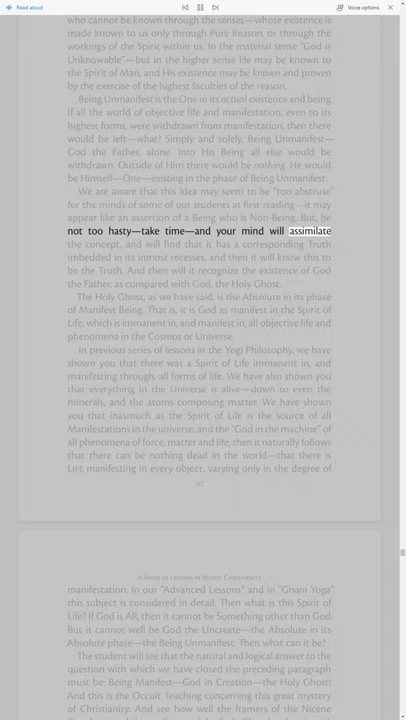 Read aloud
Voice options
who cannot be known through the senses—whose existence is
made known to us only through Pure Reason, or through the
workings of the Spirit within us. In the material sense "God is
Unknowable"—but in the higher sense He may be known to
the Spirit of Man, and His existence may be known and proven
by the exercise of the highest faculties of the reason.
Being Unmanifest is the One in its actual existence and being.
If all the world of objective life and manifestation, even to its
highest forms, were withdrawn from manifestation, then there
would be left—what? Simply and solely, Being Unmanifest—
God the Father, alone. Into His Being all else would be
withdrawn. Outside of Him there would be nothing. He would
be Himself—One—existing in the phase of Being Unmanifest.
We are aware that this idea may seem to be "too abstruse"
for the minds of some of our students at first reading—it may
appear like an assertion of a Being who is Non-Being. But, be
not too hasty—take time—and your mind will assimilate
the concept, and will find that it has a corresponding Truth
imbedded in its inmost recesses, and then it will know this to
be the Truth. And then will it recognize the existence of God
the Father, as compared with God, the Holy Ghost.
The Holy Ghost, as we have said, is the Absolute in its phase
of Manifest Being. That is, it is God as manifest in the Spirit of
Life, which is immanent in, and manifest in, all objective life and
phenomena in the Cosmos or Universe.
In previous series of lessons in the Yogi Philosophy, we have
shown you that there was a Spirit of Life immanent in, and
manifesting through, all forms of life. We have also shown you
that everything in the Universe is alive—down to even the
minerals, and the atoms composing matter. We have shown
you that inasmuch as the Spirit of Life is the source of all
Manifestations in the universe, and the "God in the machine" of
all phenomena of force, matter and life, then it naturally follows
that there can be nothing dead in the world—that there is
Life manifesting in every object, varying only in the degree of
A Series of Lessons in Mystic Christianity
manifestation. In our "Advanced Lessons" and in "Gnani Yoga"
this subject is considered in detail. Then what is this Spirit of
Life? If God is All, then it cannot be Something other than God.
But it cannot well be God the Uncreate—the Absolute in its
Absolute phase—the Being Unmanifest. Then what can it be?
The student will see that the natural and logical answer to the
question with which we have closed the preceding paragraph
must be: Being Manifest—God in Creation—the Holy Ghost!
And this is the Occult Teaching concerning this great mystery
of Christianity. And see how well the framers of the Nicene